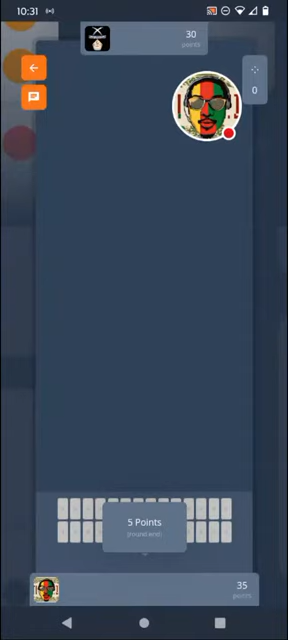 10:31
30
points
0
5 Points
(round end)
35
points